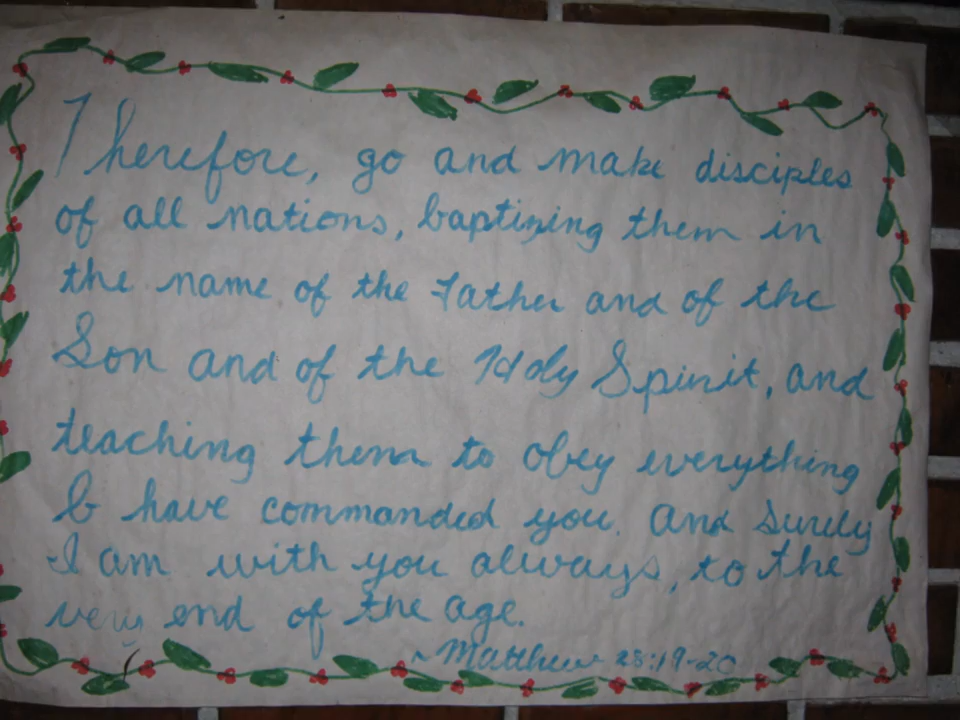 Therefore, go and make disciples
of all nations, baptizing them in
the name of the Father and of the
Son and of the Holy Spirit, and
teaching them to obey everything
I have commanded you. And Surely
I am with you always, to the
very end of the age.
~ Matthew 28:19-20